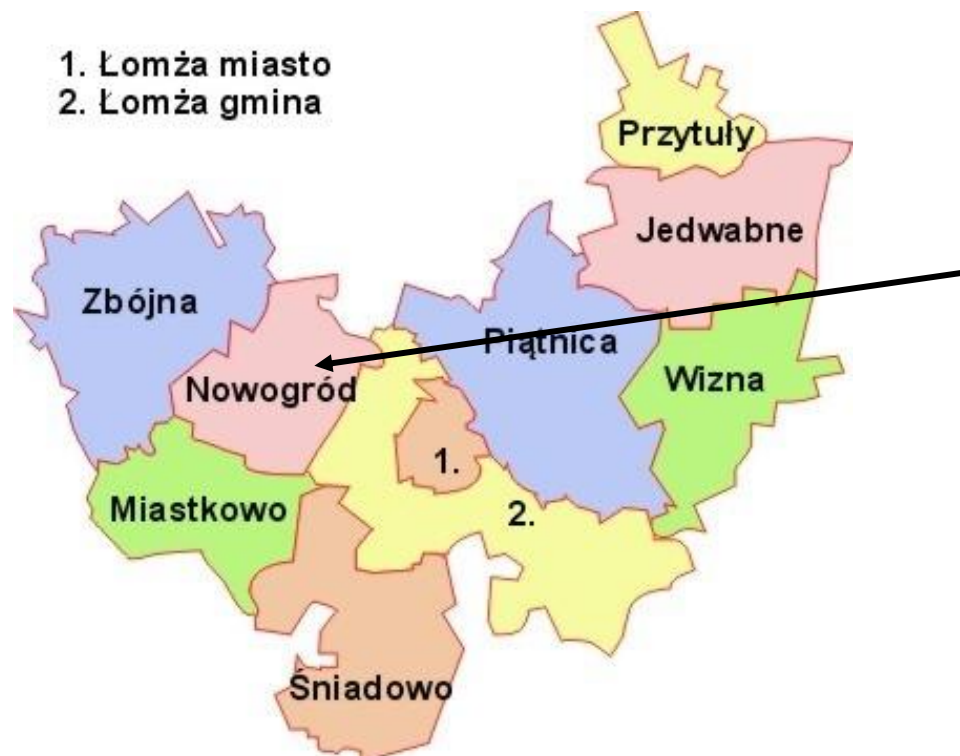 1. Łomża miasto
2. Łomża gmina
Przytuły
Jedwabne
Zbójna
Piątnica
Nowogród
Wizna
1.
Miastkowo
2.
Śniadowo